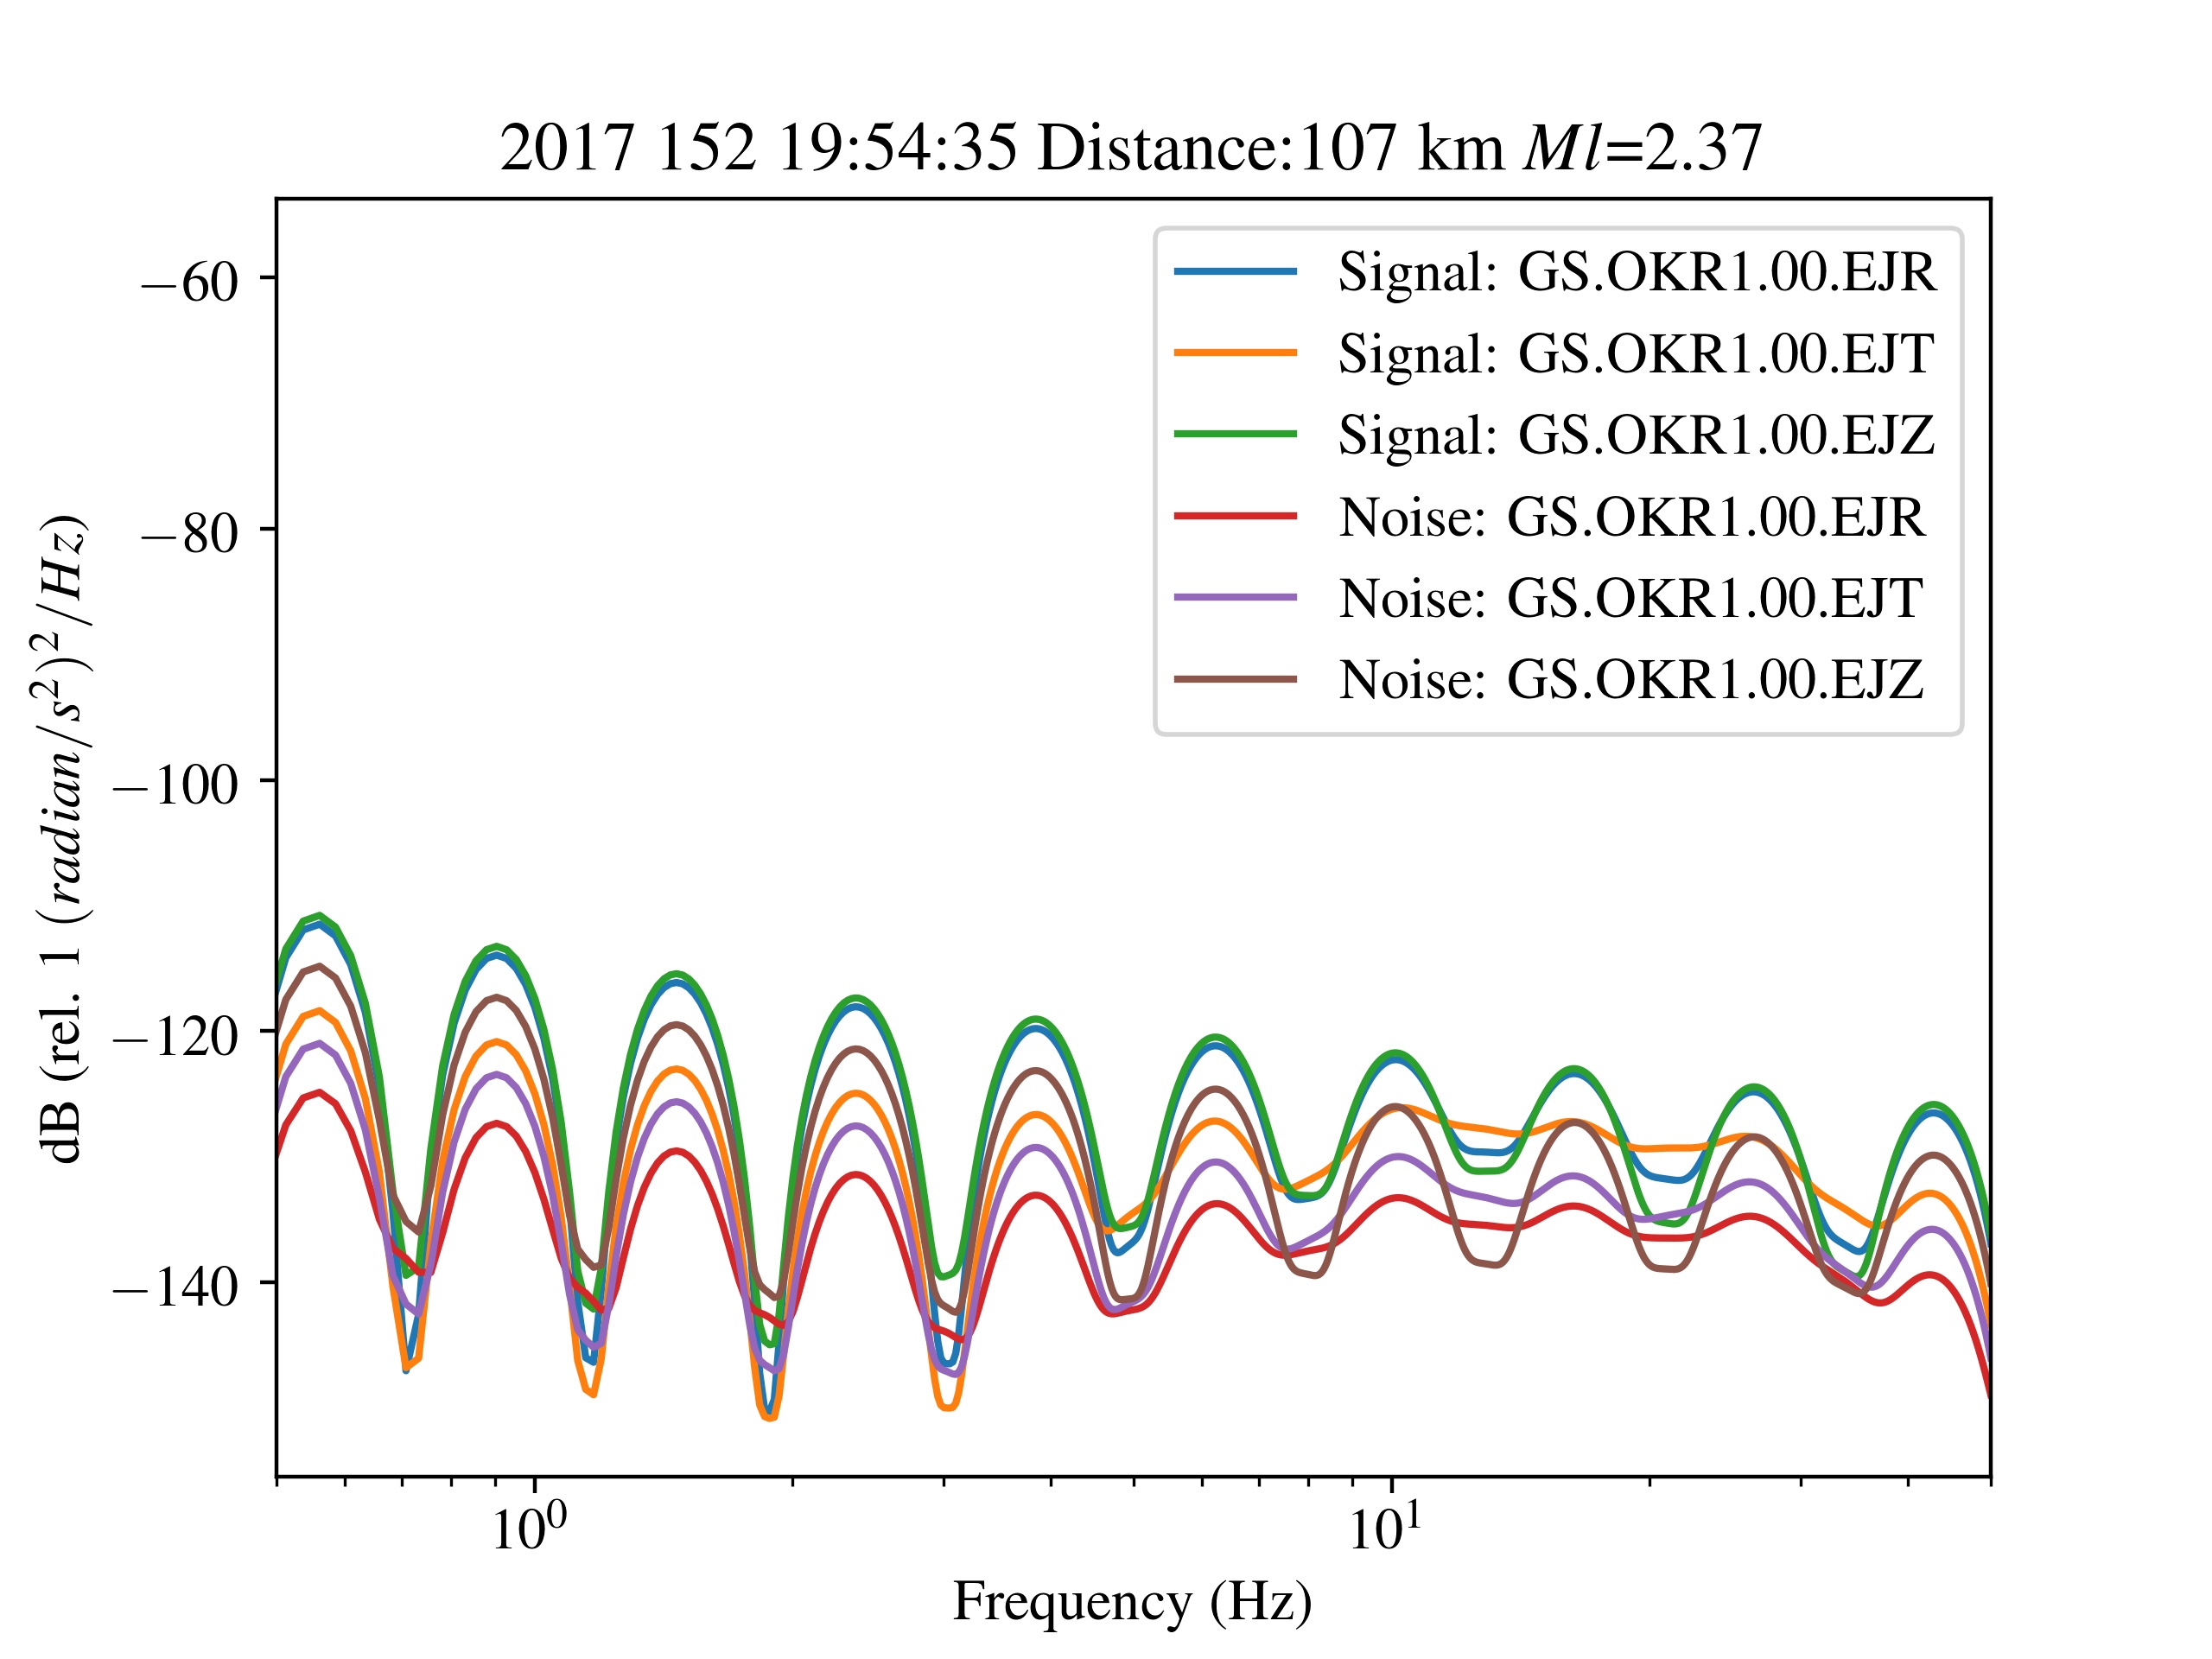 2017 152 19:54:35 Distance:107 km Ml=2.37
Signal: GS.OKR1.00.EJR
Signal: GS.OKR1.00.EJT
Signal: GS.OKR1.00.EJZ
Noise: GS.OKR1.00.EJR
Noise: GS.OKR1.00.EJT
Noise: GS.OKR1.00.EJZ
dB (rel. 1 (radian/s²)²/Hz)
−60
−80
−100
−120
−140
10⁰
10¹
Frequency (Hz)